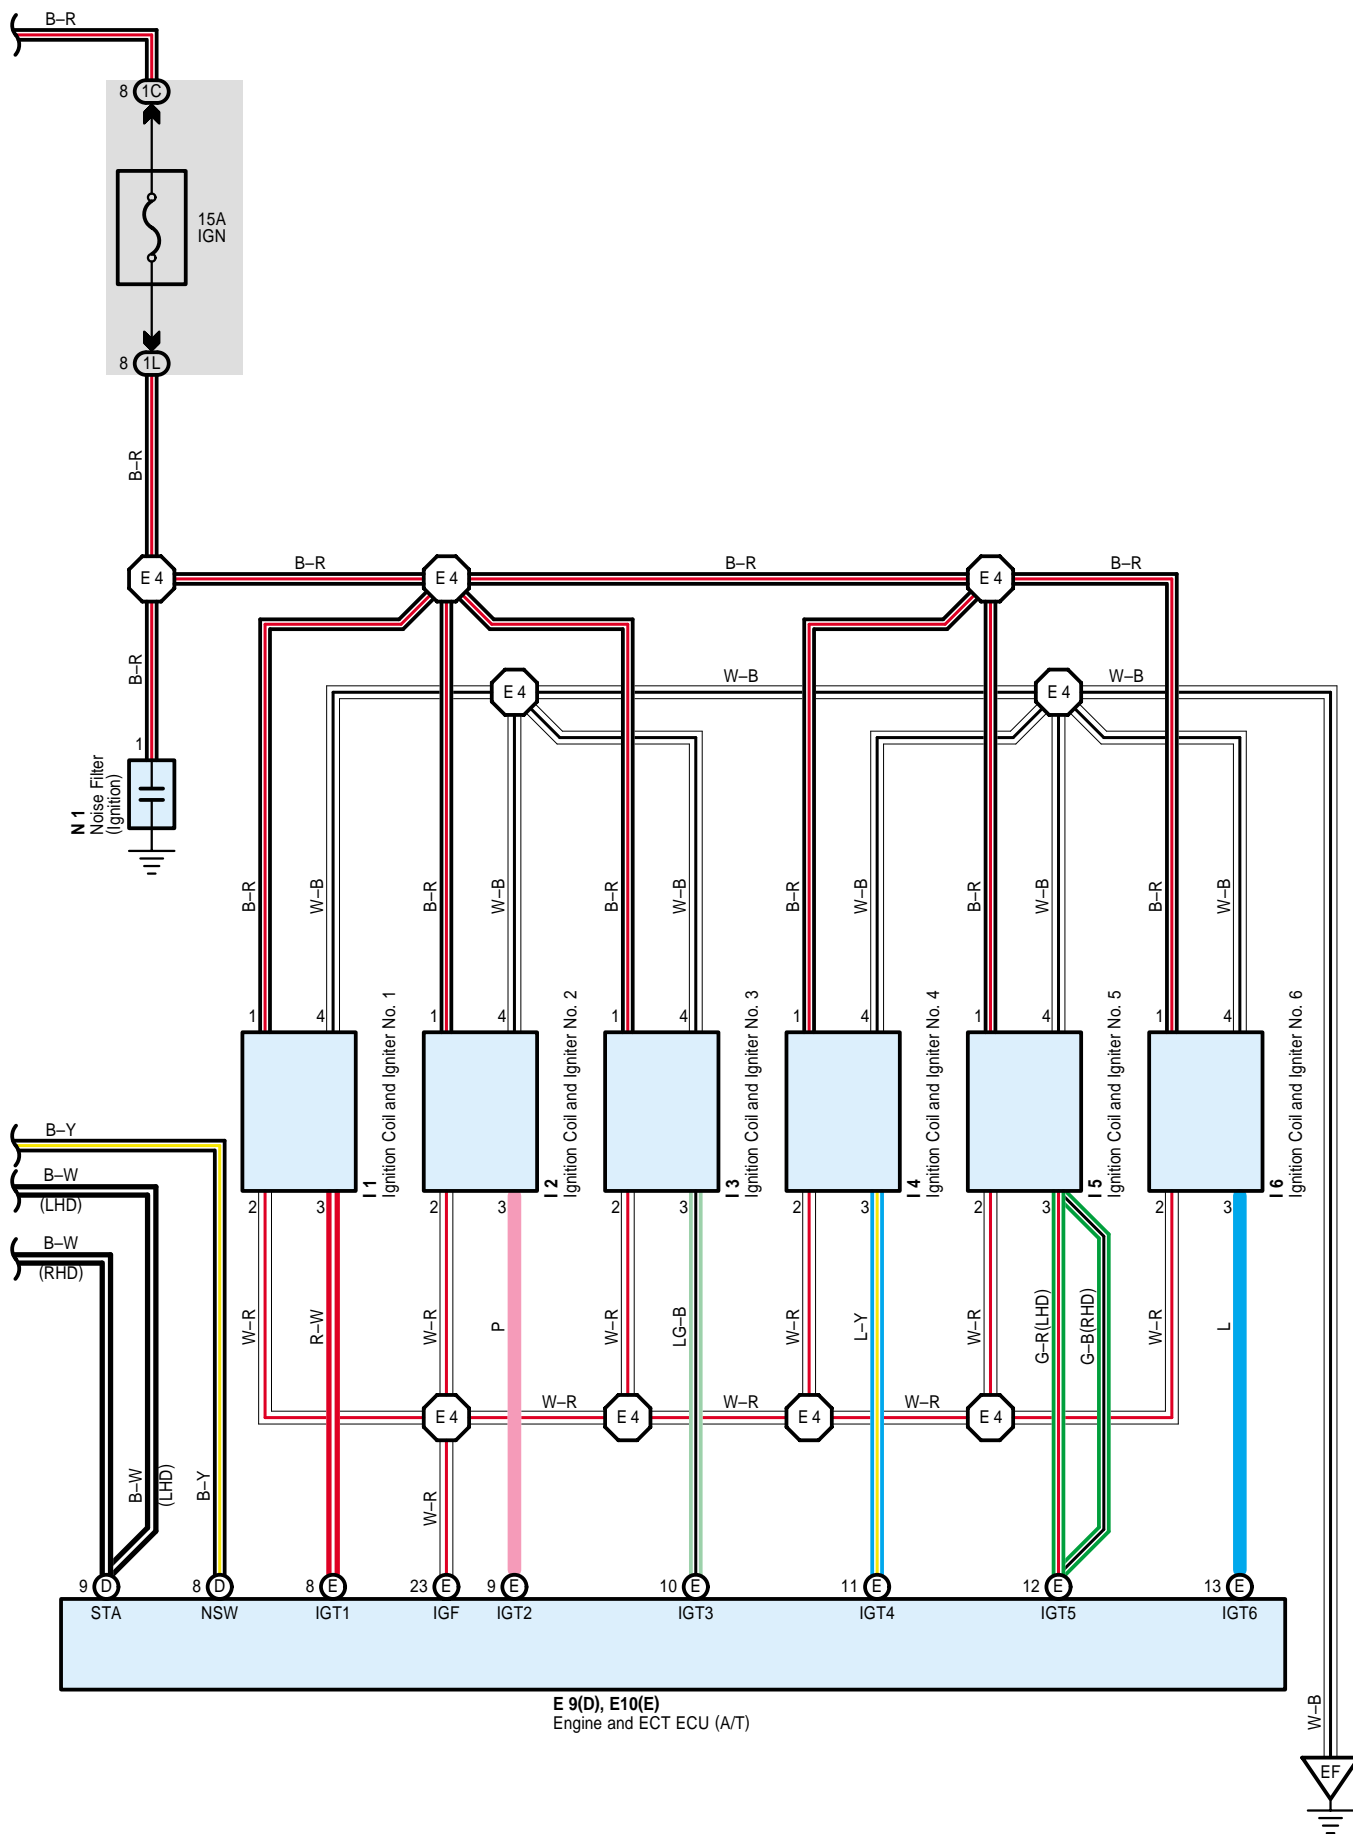 B–R
8 1C
15A
IGN
8 1L
B–R
E 4
B–R
E 4
B–R
E 4
B–R
B–R
E 4
W–B
E 4
W–B
1
N 1
Noise Filter
(Ignition)
B–R
W–B
B–R
W–B
B–R
W–B
B–R
W–B
B–R
W–B
B–R
W–B
1
4
1
4
1
4
1
4
1
4
1
4
I 1
Ignition Coil and Igniter No. 1
I 2
Ignition Coil and Igniter No. 2
I 3
Ignition Coil and Igniter No. 3
I 4
Ignition Coil and Igniter No. 4
I 5
Ignition Coil and Igniter No. 5
I 6
Ignition Coil and Igniter No. 6
B–Y
B–W
(LHD)
B–W
(RHD)
2
3
2
3
2
3
2
3
2
3
2
3
W–R
R–W
W–R
P
W–R
LG–B
W–R
L–Y
W–R
G–R(LHD)
G–B(RHD)
W–R
L
E 4
W–R
E 4
W–R
E 4
W–R
E 4
B–W
(LHD)
B–Y
W–R
9 D
8 D
8 E
23 E
9 E
10 E
11 E
12 E
13 E
STA
NSW
IGT1
IGF
IGT2
IGT3
IGT4
IGT5
IGT6
E 9(D), E10(E)
Engine and ECT ECU (A/T)
W–B
EF